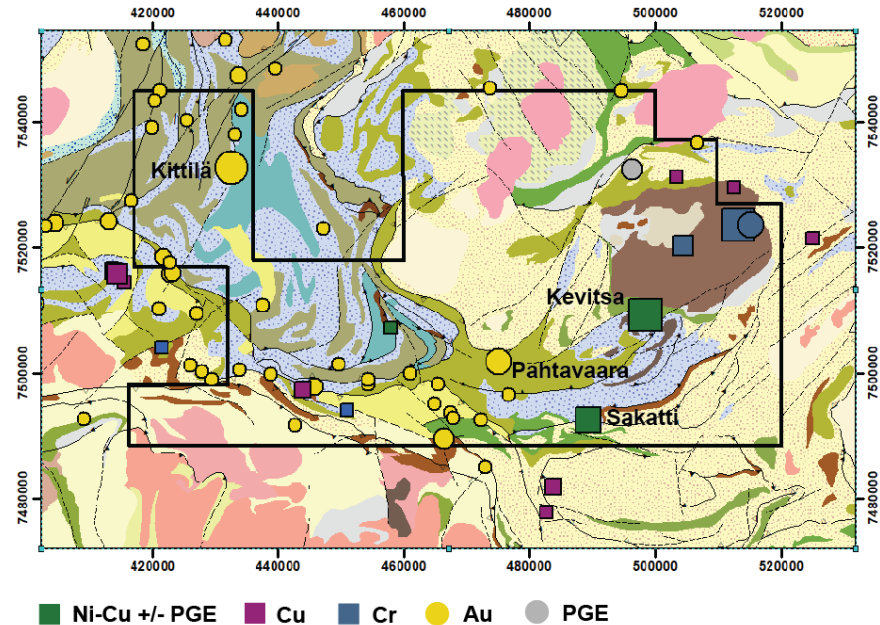 420000 440000 460000 480000 500000 520000
7540000 7540000
Kittilä
7520000 7520000
Kevitsa
Pahtavaara
7500000 7500000
Sakatti
7480000 7480000
420000 440000 460000 480000 500000 520000
Ni-Cu +/- PGE Cu Cr Au PGE